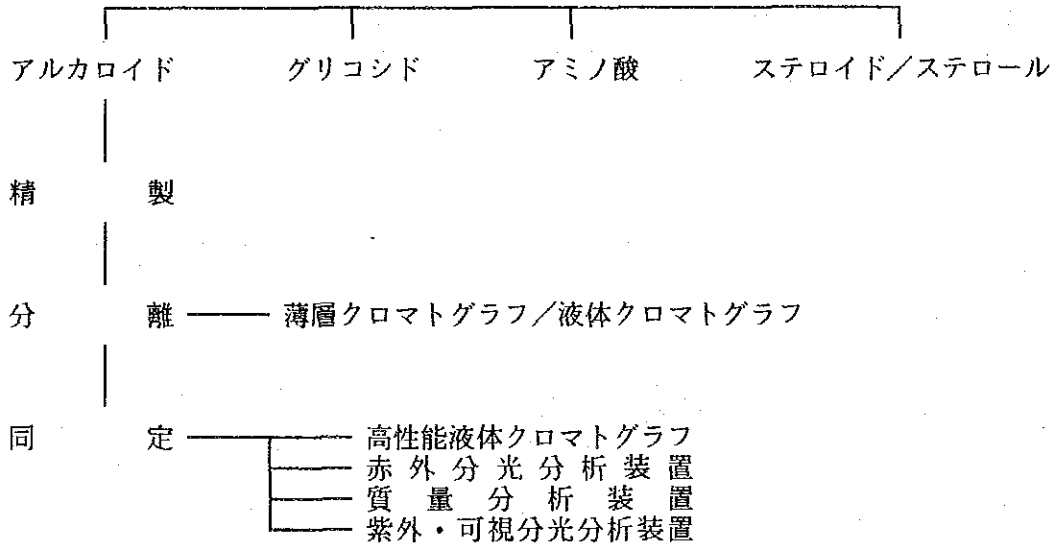 アルカロイド グリコシド アミノ酸 ステロイド／ステロール
精製
分離 薄層クロマトグラフ／液体クロマトグラフ
同定 高性能液体クロマトグラフ
赤外分光分析装置
質量分析装置
紫外・可視分光分析装置